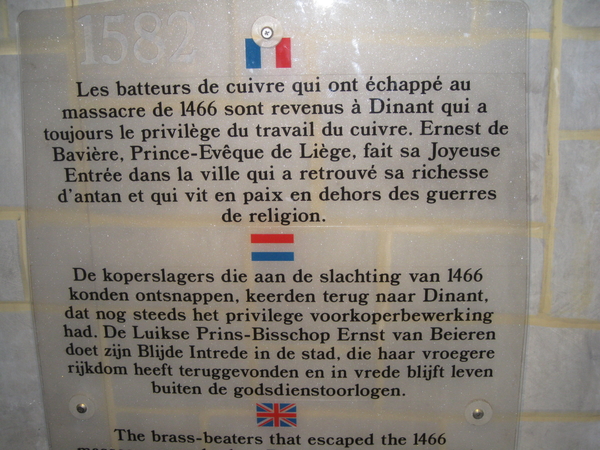 1582
Les batteurs de cuivre qui ont échappé au
massacre de 1466 sont revenus à Dinant qui a
toujours le privilège du travail du cuivre. Ernest de
Bavière, Prince-Evêque de Liège, fait sa Joyeuse
Entrée dans la ville qui a retrouvé sa richesse
d'antan et qui vit en paix en dehors des guerres
de religion.
De koperslagers die aan de slachting van 1466
konden ontsnappen, keerden terug naar Dinant,
dat nog steeds het privilege voorkoperbewerking
had. De Luikse Prins-Bisschop Ernst van Beieren
doet zijn Blijde Intrede in de stad, die haar vroegere
rijkdom heeft teruggevonden en in vrede blijft leven
buiten de godsdienstoorlogen.
The brass-beaters that escaped the 1466